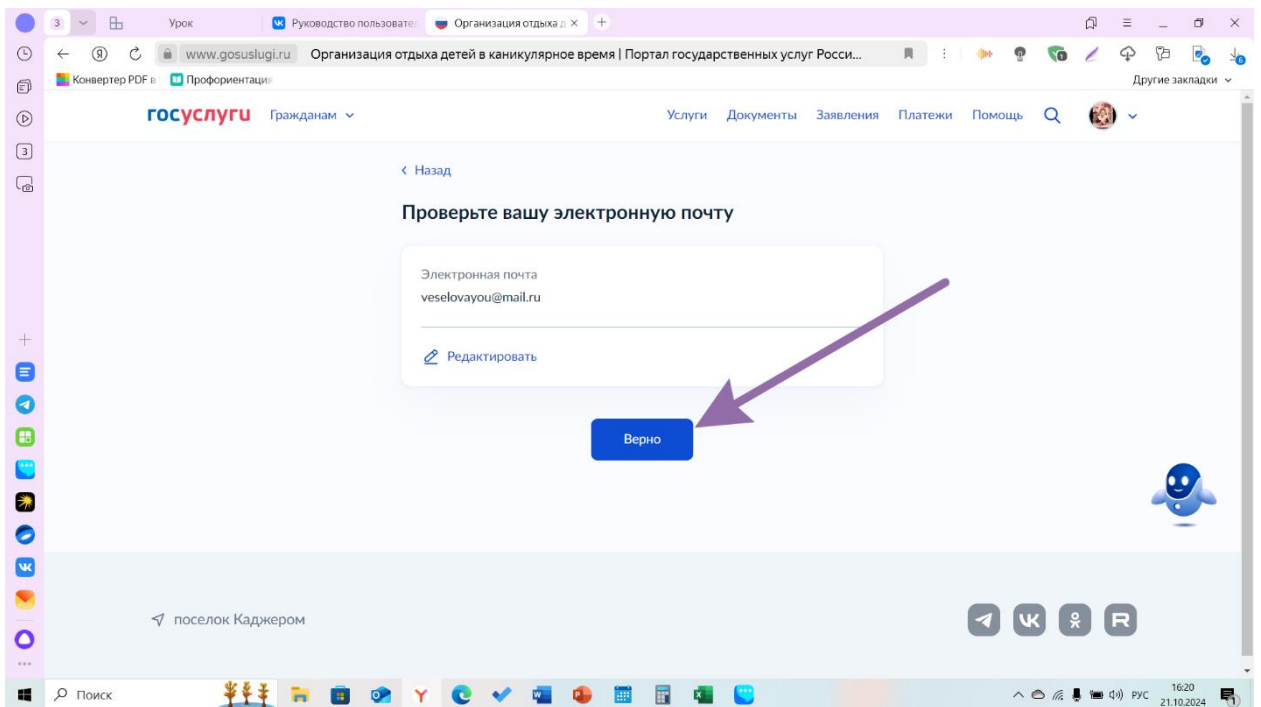 3
Урок
Руководство пользовател
Организация отдыха д
www.gosuslugi.ru Организация отдыха детей в каникулярное время | Портал государственных услуг Росси...
Конвертер PDF в
Профориентация
Другие закладки
3
госуслуги
Гражданам
Услуги Документы Заявления Платежи Помощь
Назад
Проверьте вашу электронную почту
Электронная почта
veselovayou@mail.ru
Редактировать
Верно
поселок Каджером
Поиск
РУС
16:20
21.10.2024